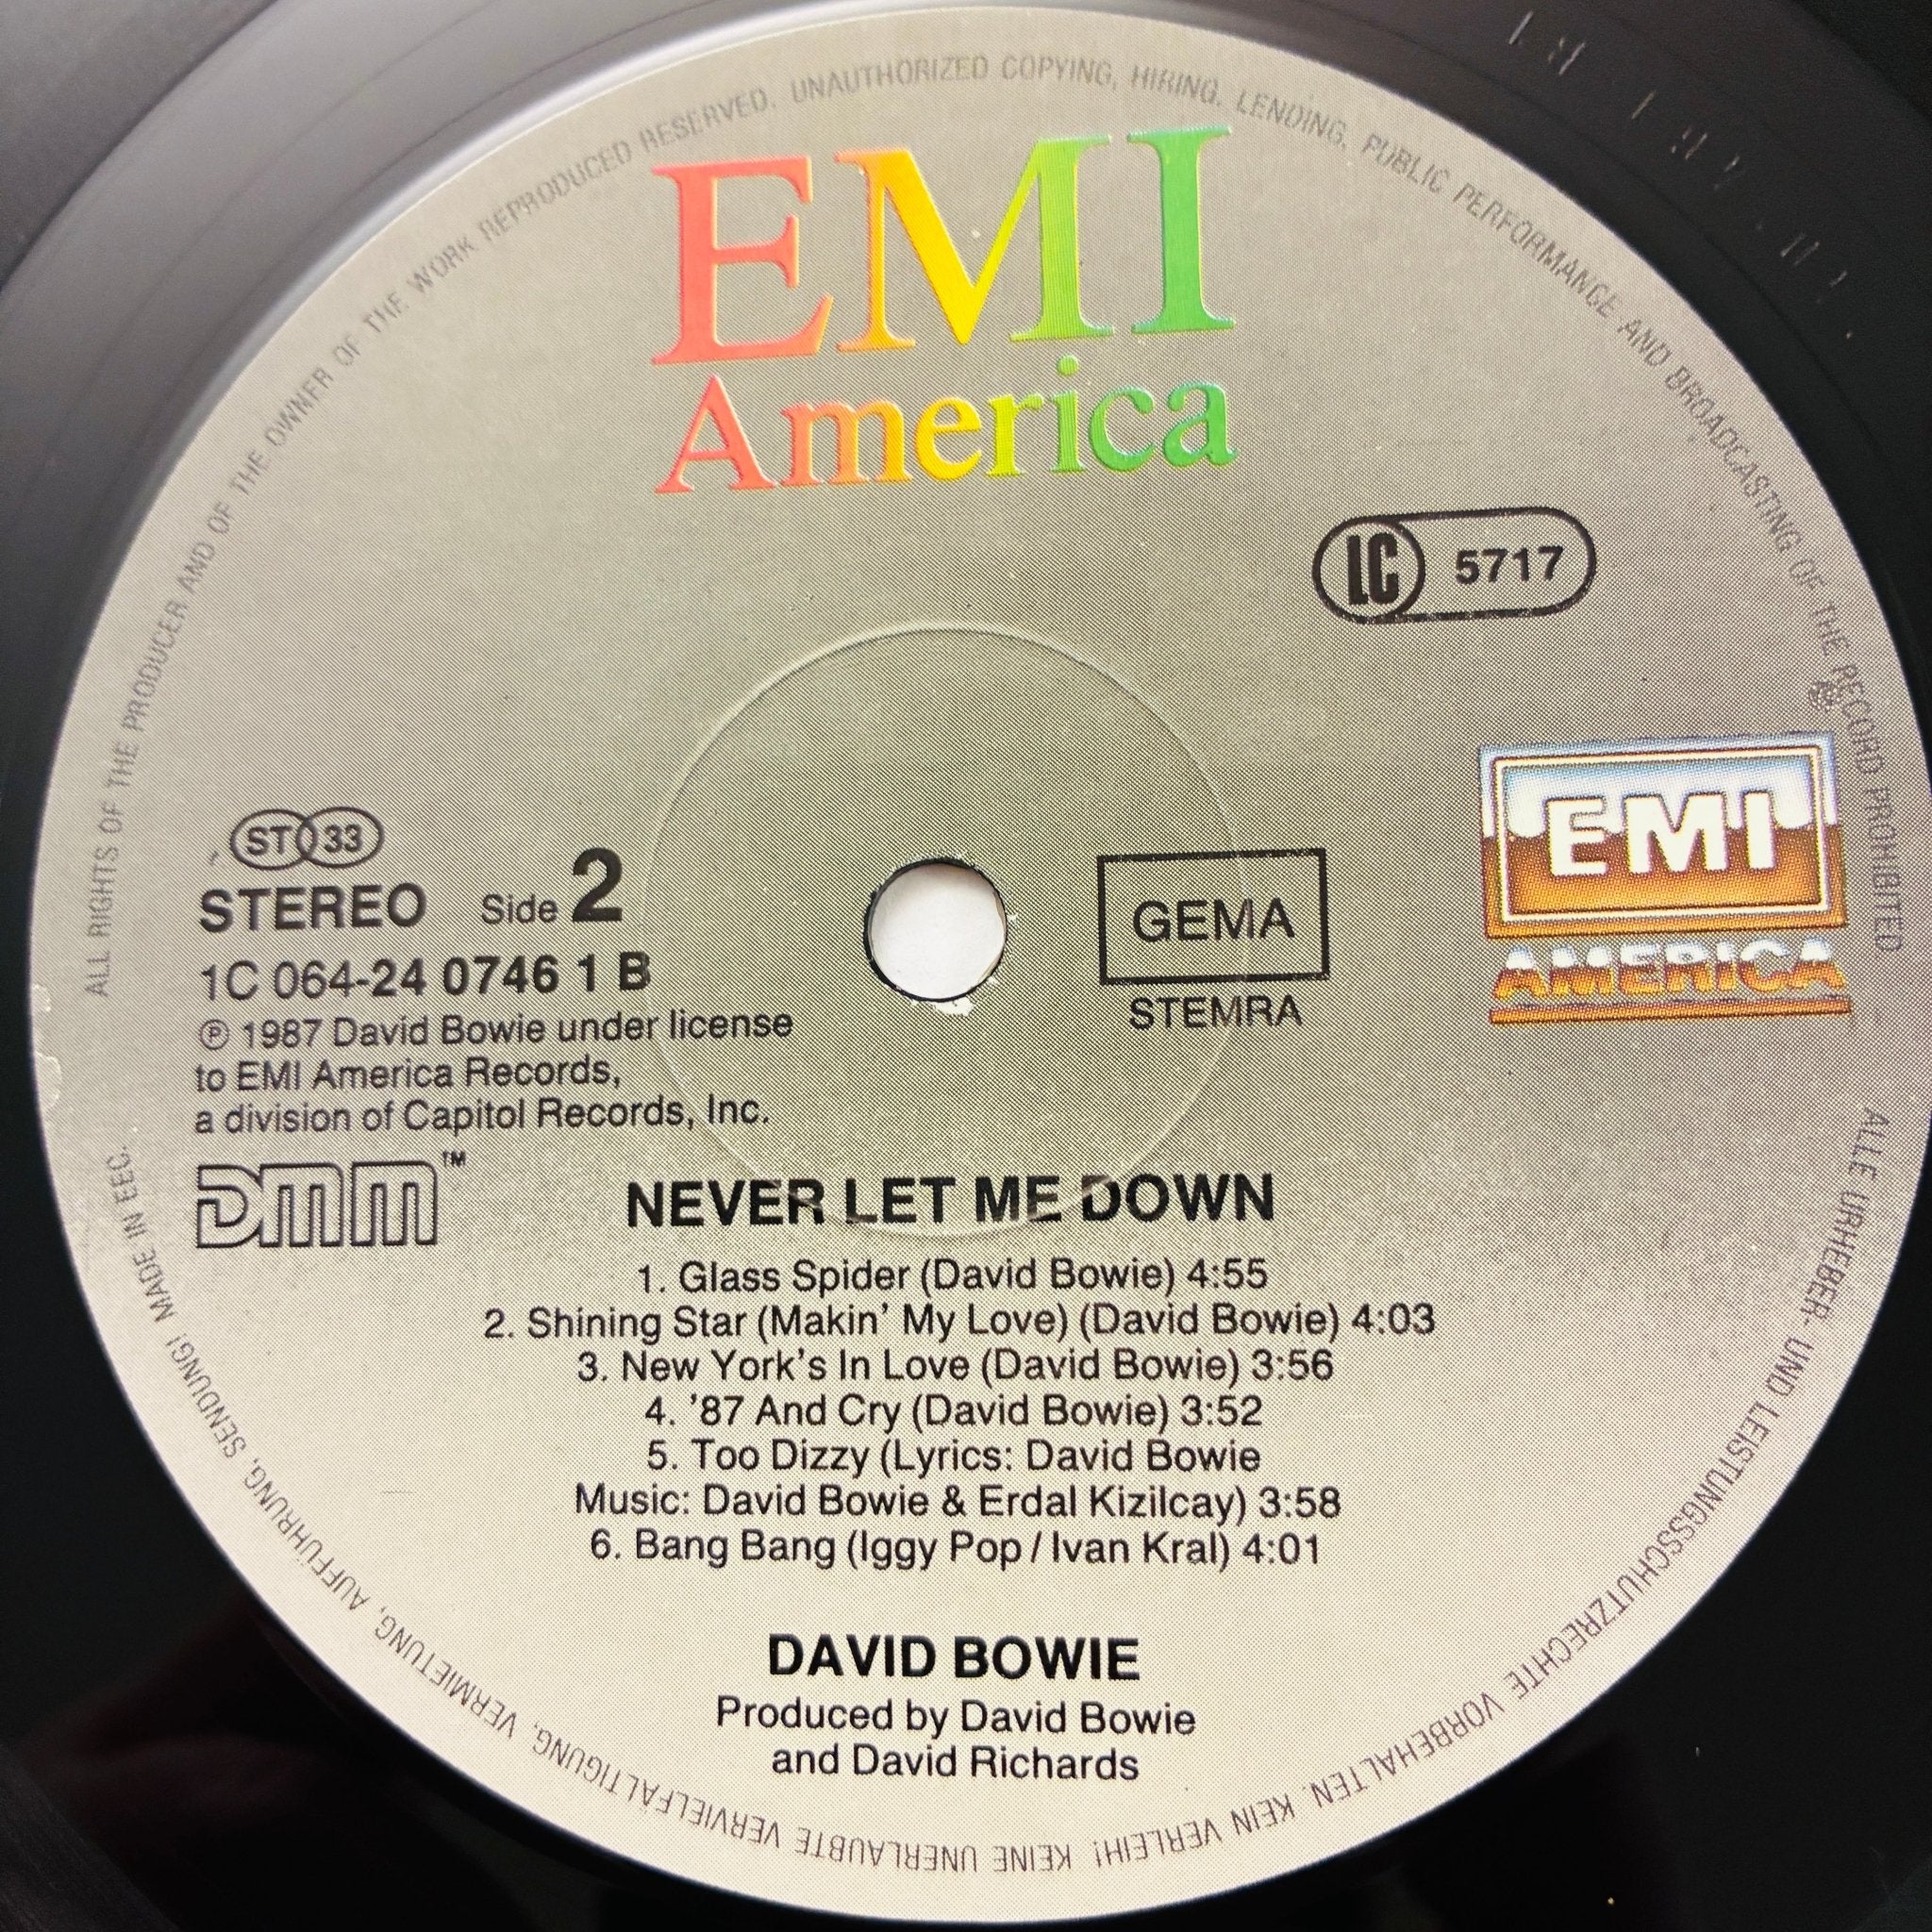 ALL RIGHTS OF THE PRODUCER AND OF THE OWNER OF THE WORK REPRODUCED RESERVED. UNAUTHORIZED COPYING, HIRING, LENDING, PUBLIC PERFORMANCE AND BROADCASTING OF THE RECORD PROHIBITED.
EMI
America
LC 5717
EMI
AMERICA
ST 33
STEREO Side 2
1C 064-24 0746 1 B
℗ 1987 David Bowie under license
to EMI America Records,
a division of Capitol Records, Inc.
GEMA
STEMRA
DMM™
NEVER LET ME DOWN
1. Glass Spider (David Bowie) 4:55
2. Shining Star (Makin’ My Love) (David Bowie) 4:03
3. New York’s In Love (David Bowie) 3:56
4. ’87 And Cry (David Bowie) 3:52
5. Too Dizzy (Lyrics: David Bowie
Music: David Bowie & Erdal Kizilcay) 3:58
6. Bang Bang (Iggy Pop / Ivan Kral) 4:01
DAVID BOWIE
Produced by David Bowie
and David Richards
ALLE URHEBER- UND LEISTUNGSSCHUTZRECHTE VORBEHALTEN. KEIN VERLEIH! KEINE UNERLAUBTE VERVIELFÄLTIGUNG, VERMIETUNG, AUFFÜHRUNG, SENDUNG! MADE IN EEC.